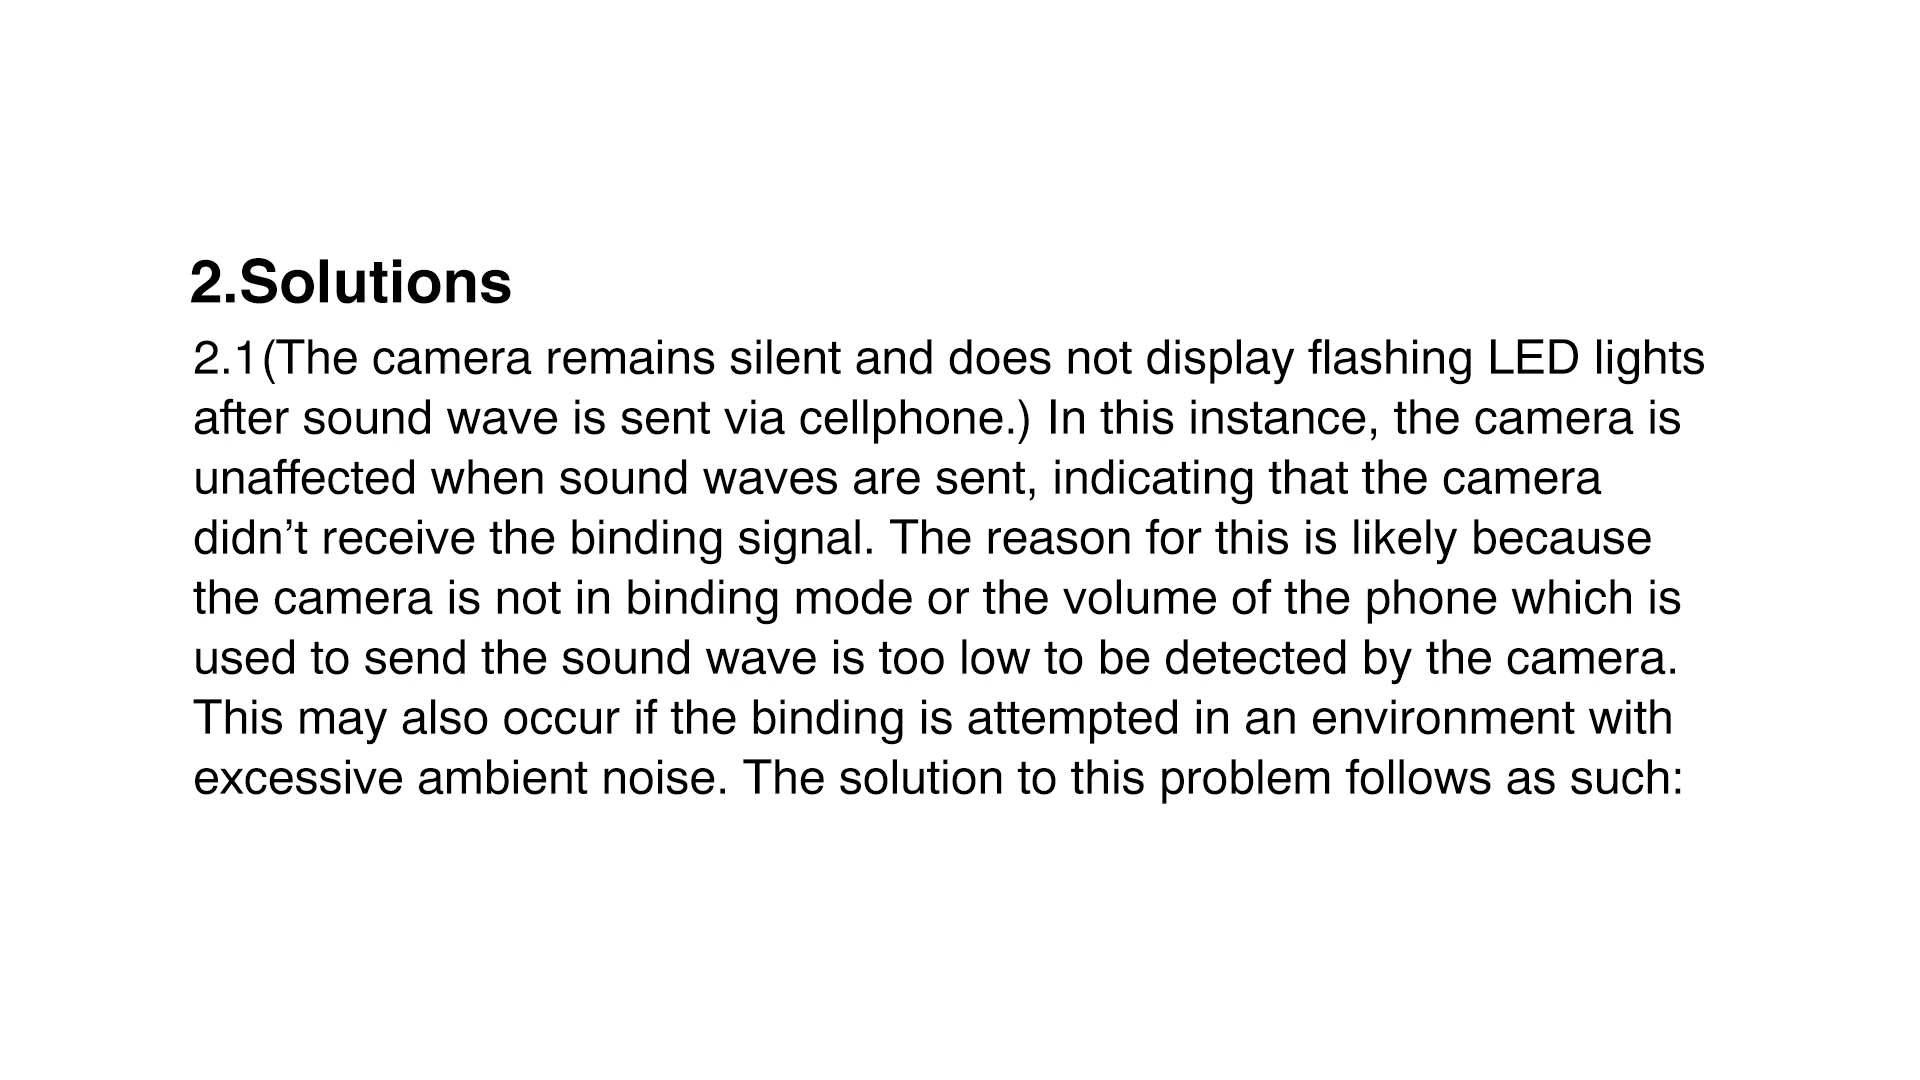 2.Solutions
2.1(The camera remains silent and does not display flashing LED lights
after sound wave is sent via cellphone.) In this instance, the camera is
unaffected when sound waves are sent, indicating that the camera
didn’t receive the binding signal. The reason for this is likely because
the camera is not in binding mode or the volume of the phone which is
used to send the sound wave is too low to be detected by the camera.
This may also occur if the binding is attempted in an environment with
excessive ambient noise. The solution to this problem follows as such: